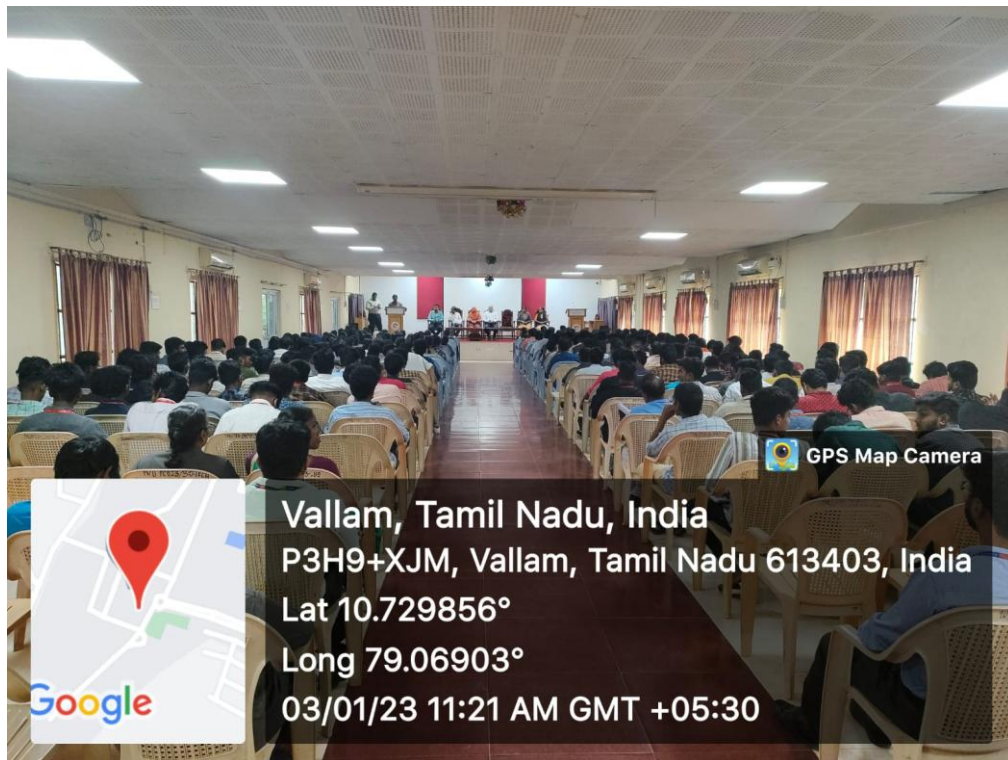 GPS Map Camera
Vallam, Tamil Nadu, India
P3H9+XJM, Vallam, Tamil Nadu 613403, India
Lat 10.729856°
Long 79.06903°
03/01/23 11:21 AM GMT +05:30
Google